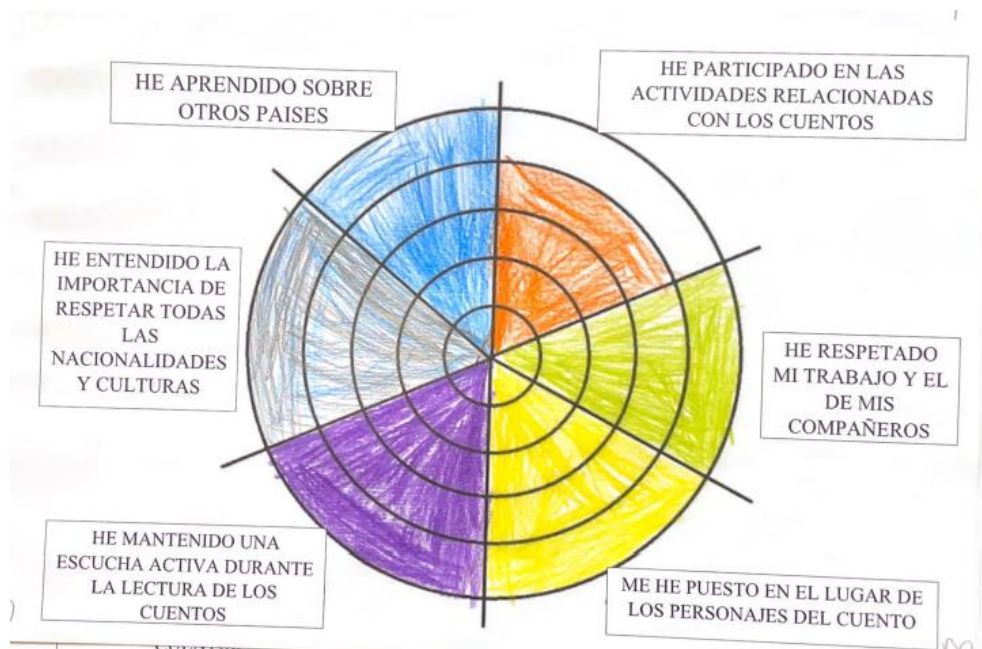 HE APRENDIDO SOBRE
OTROS PAISES
HE PARTICIPADO EN LAS
ACTIVIDADES RELACIONADAS
CON LOS CUENTOS
HE ENTENDIDO LA
IMPORTANCIA DE
RESPETAR TODAS
LAS
NACIONALIDADES
Y CULTURAS
HE RESPETADO
MI TRABAJO Y EL
DE MIS
COMPAÑEROS
HE MANTENIDO UNA
ESCUCHA ACTIVA DURANTE
LA LECTURA DE LOS
CUENTOS
ME HE PUESTO EN EL LUGAR DE
LOS PERSONAJES DEL CUENTO